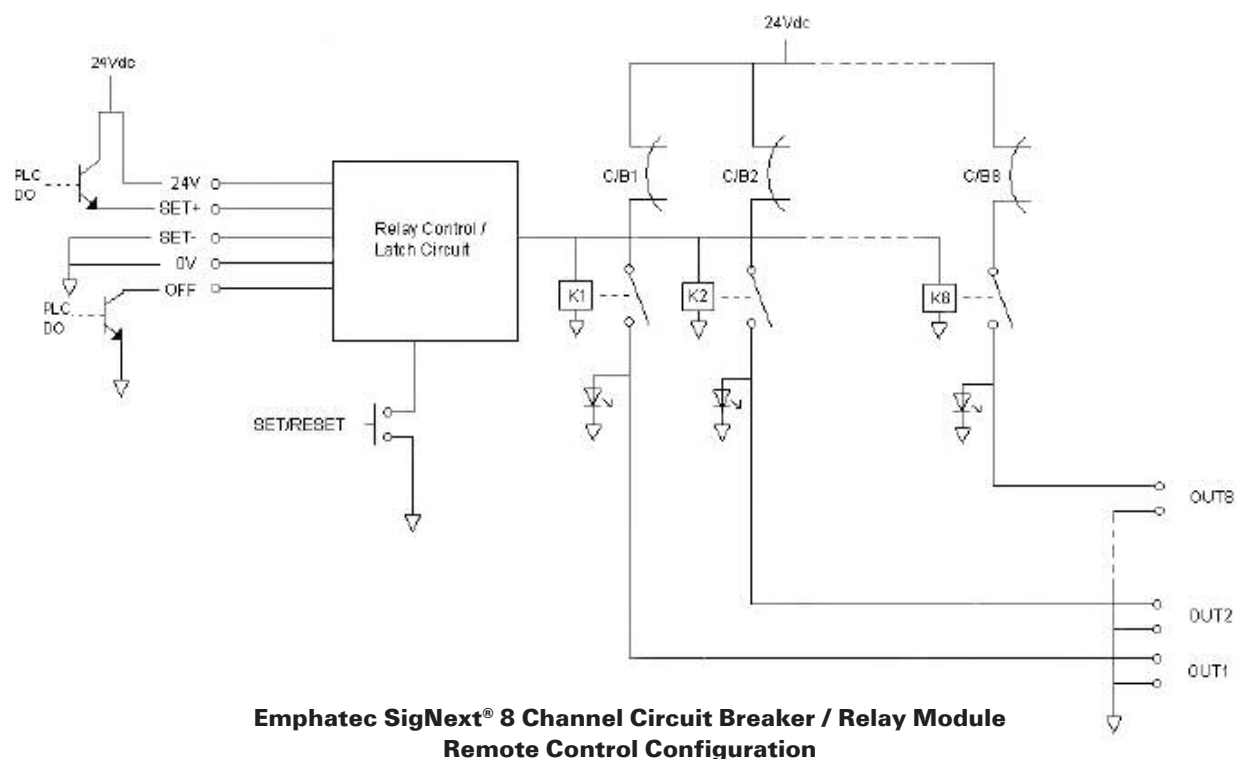 24Vdc
24Vdc
PLC
DO
24V
SET+
SET-
0V
OFF
PLC
DO
Relay Control /
Latch Circuit
SET/RESET
C/B1
C/B2
C/B8
K1
K2
K8
OUT8
OUT2
OUT1
Emphatec SigNext® 8 Channel Circuit Breaker / Relay Module
Remote Control Configuration